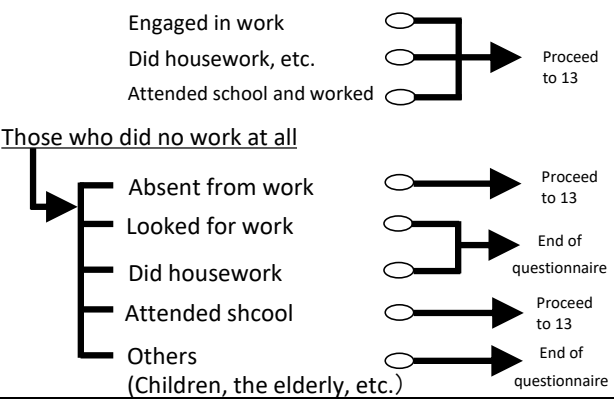 Engaged in work
Did housework, etc.
Attended school and worked
Proceed
to 13
Those who did no work at all
Absent from work
Proceed
to 13
Looked for work
Did housework
End of
questionnaire
Attended shcool
Proceed
to 13
Others
(Children, the elderly, etc.）
End of
questionnaire